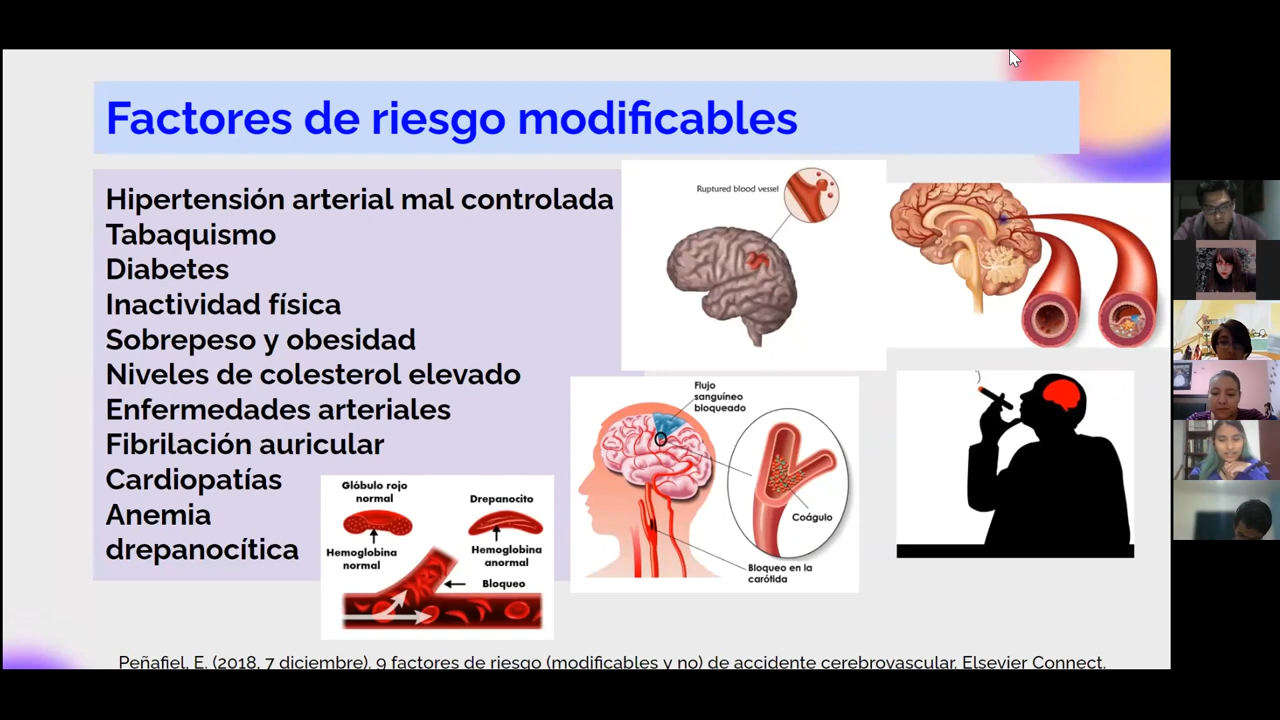 Factores de riesgo modificables
Hipertensión arterial mal controlada
Tabaquismo
Diabetes
Inactividad física
Sobrepeso y obesidad
Niveles de colesterol elevado
Enfermedades arteriales
Fibrilación auricular
Cardiopatías
Anemia
drepanocítica
Ruptured blood vessel
Flujo
sanguíneo
bloqueado
Coágulo
Bloqueo en la
carótida
Glóbulo rojo
normal
Drepanocito
Hemoglobina
normal
Hemoglobina
anormal
Bloqueo
Peñafiel, E. (2018, 7 diciembre). 9 factores de riesgo (modificables y no) de accidente cerebrovascular. Elsevier Connect.